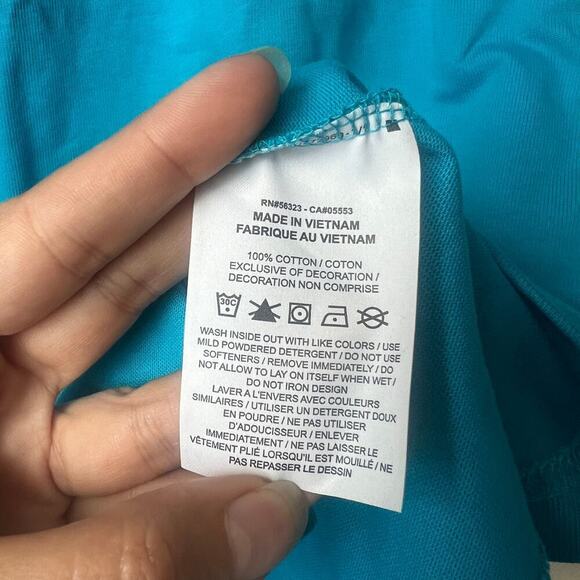 RN#56323 - CA#05553
MADE IN VIETNAM
FABRIQUE AU VIETNAM
100% COTTON / COTON
EXCLUSIVE OF DECORATION /
DECORATION NON COMPRISE
30C
WASH INSIDE OUT WITH LIKE COLORS / USE
MILD POWDERED DETERGENT / DO NOT USE
SOFTENERS / REMOVE IMMEDIATELY / DO
NOT ALLOW TO LAY ON ITSELF WHEN WET /
DO NOT IRON DESIGN
LAVER A L'ENVERS AVEC COULEURS
SIMILAIRES / UTILISER UN DETERGENT DOUX
EN POUDRE / NE PAS UTILISER
D'ADOUCISSEUR / ENLEVER
IMMEDIATEMENT / NE PAS LAISSER LE
VÊTEMENT PLIÉ LORSQU'IL EST MOUILLÉ / NE
PAS REPASSER LE DESSIN